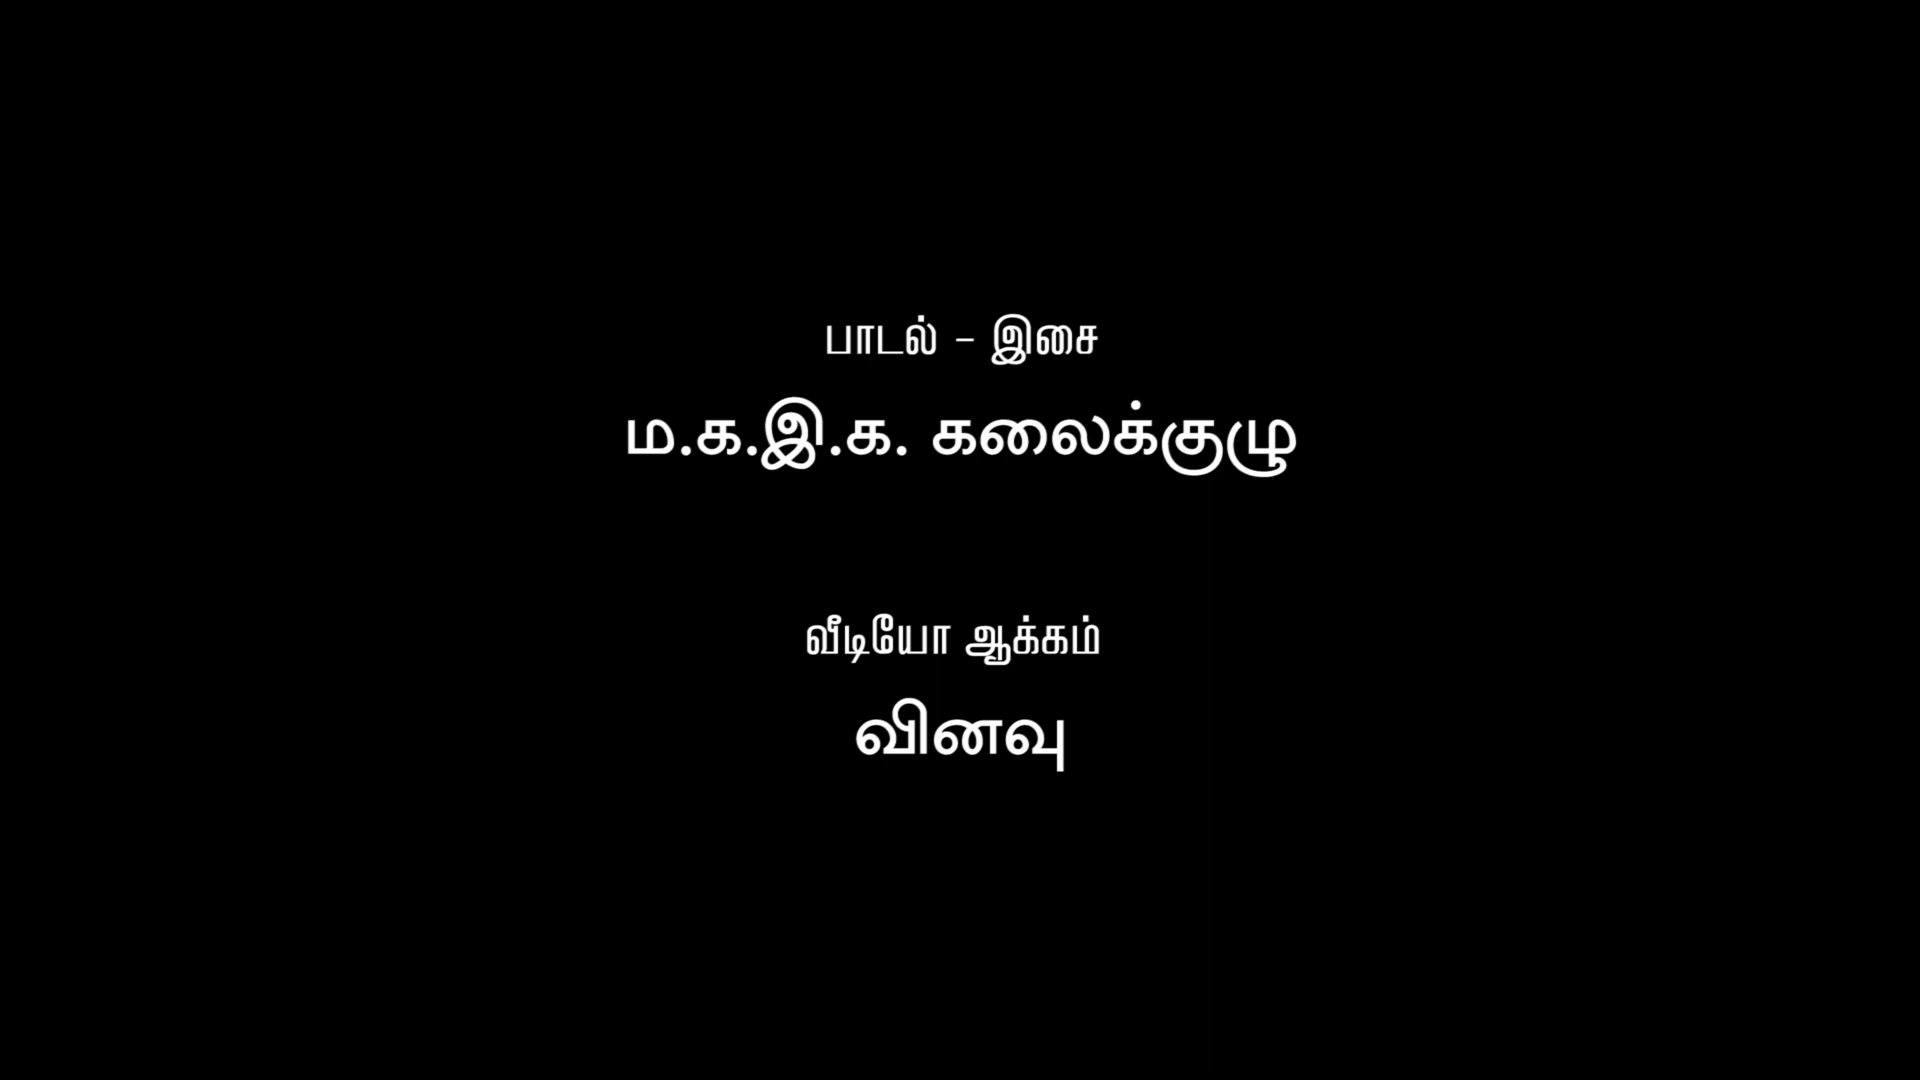 பாடல் - இசை
ம.க.இ.க. கலைக்குழு
வீடியோ ஆக்கம்
வினவு